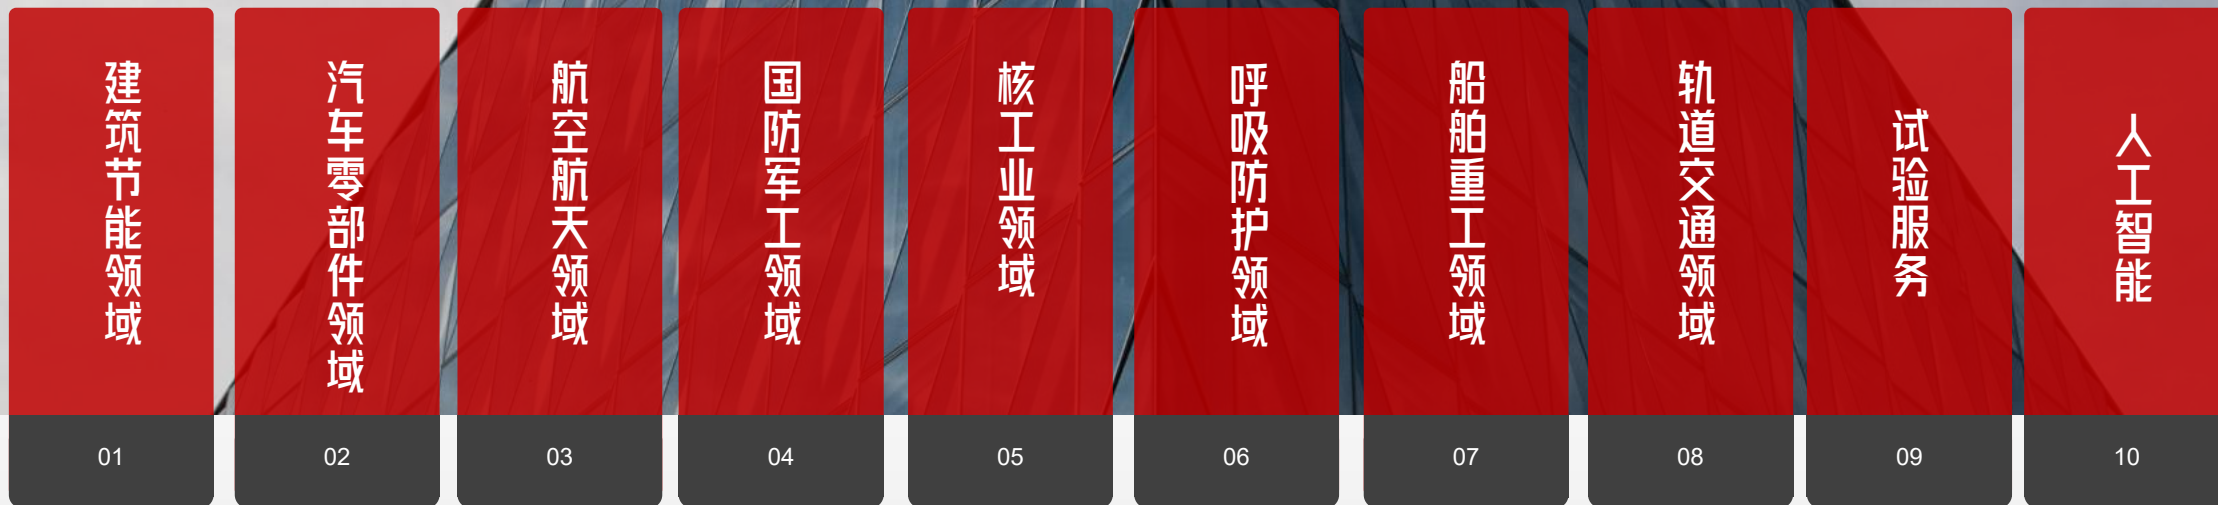 建筑节能领域
01
汽车零部件领域
02
航空航天领域
03
国防军工领域
04
核工业领域
05
呼吸防护领域
06
船舶重工领域
07
轨道交通领域
08
试验服务
09
人工智能
10